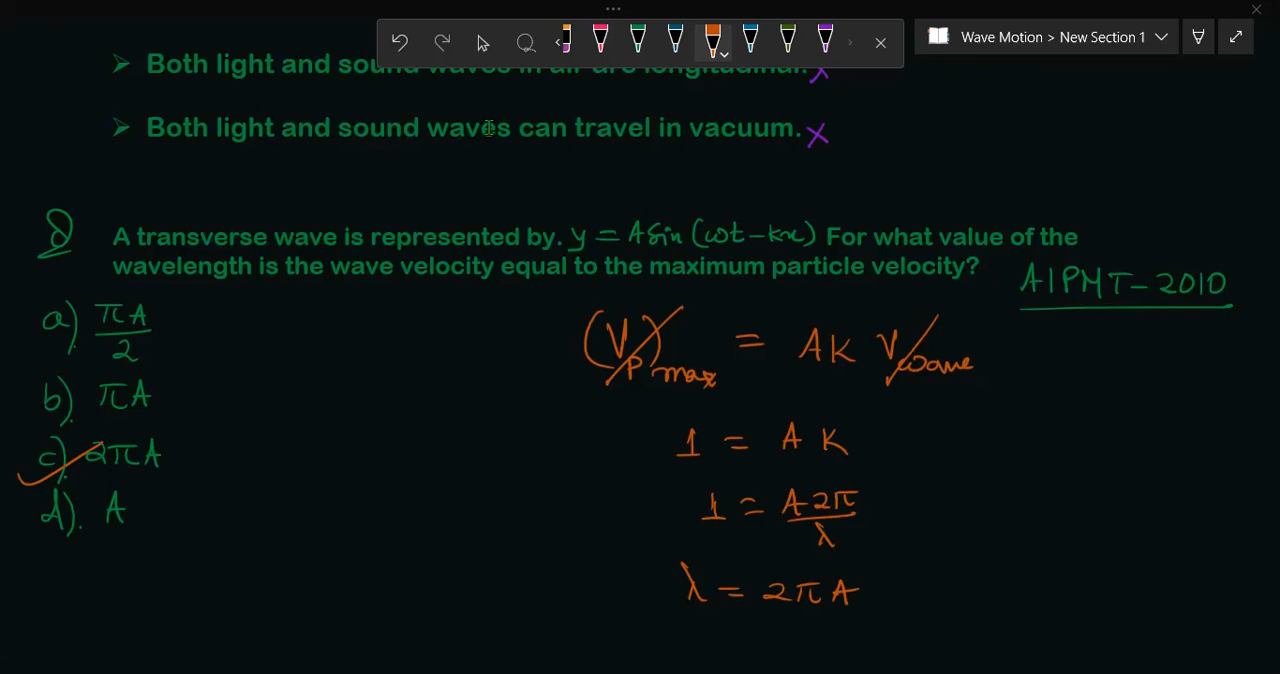 Wave Motion > New Section 1
Both light and sound waves in air are longitudinal. X
Both light and sound waves can travel in vacuum. X
Q A transverse wave is represented by. y = A sin (ωt - kx) For what value of the
wavelength is the wave velocity equal to the maximum particle velocity?
AIPMT - 2010
a). πA/2
b). πA
c). 2πA
d). A
(Vp)max = AK Vwave
1 = AK
1 = A 2π/λ
λ = 2πA